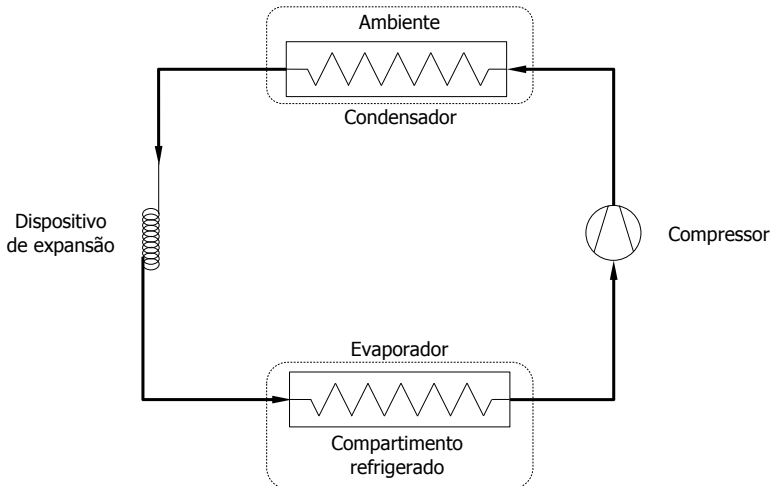 Ambiente
Condensador
Dispositivo
de expansão
Compressor
Evaporador
Compartimento
refrigerado